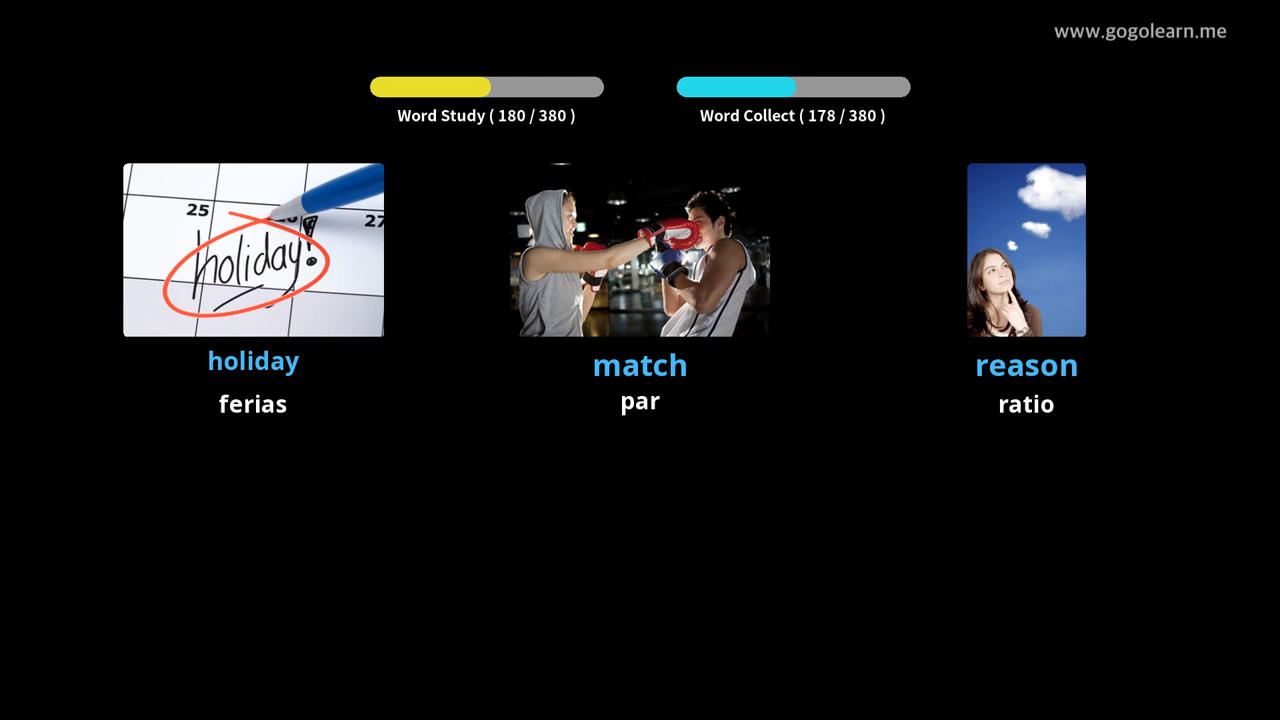 www.gogolearn.me
Word Study ( 180 / 380 )
Word Collect ( 178 / 380 )
25
27
holiday!
holiday
match
reason
ferias
par
ratio